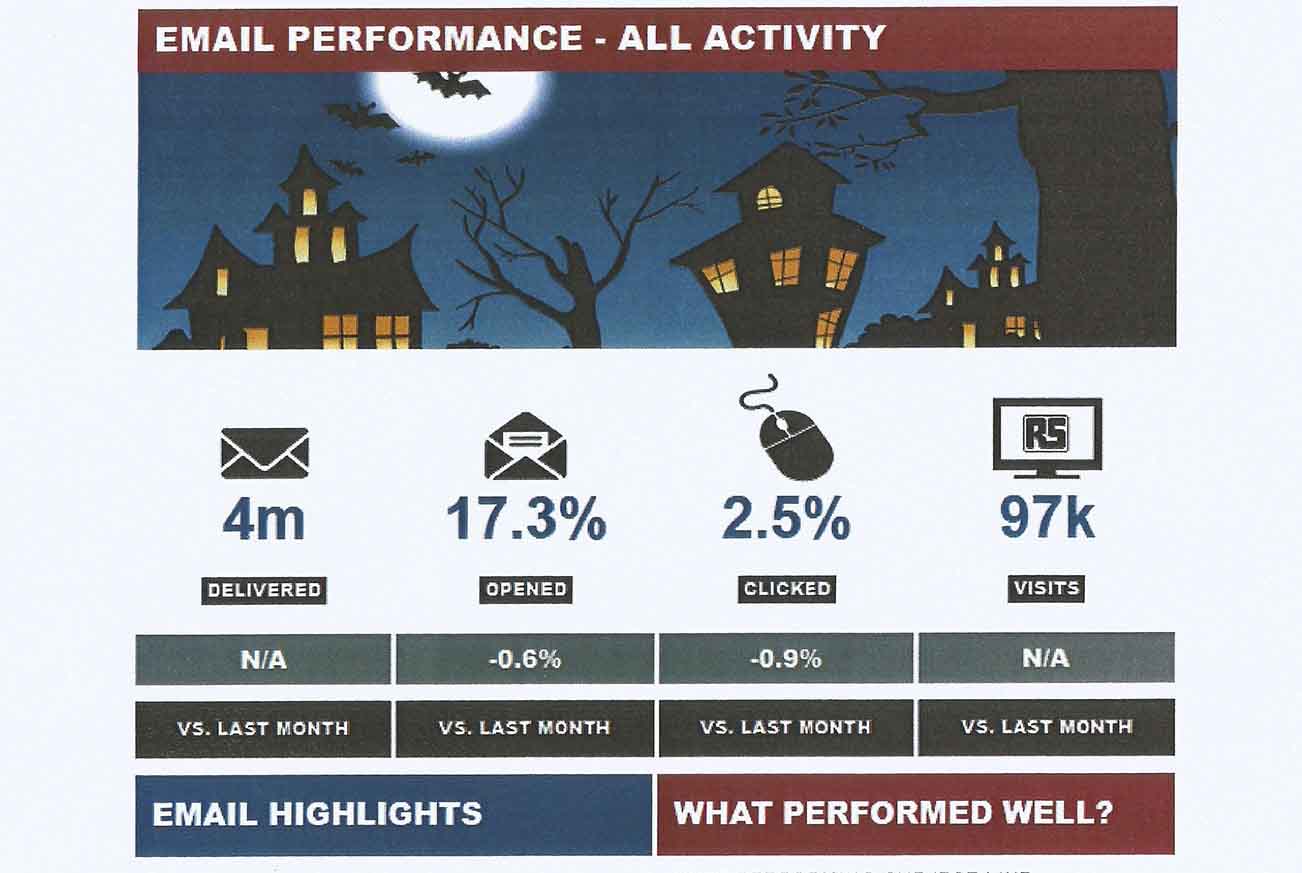 EMAIL PERFORMANCE - ALL ACTIVITY
RS
4m
17.3%
2.5%
97k
DELIVERED
OPENED
CLICKED
VISITS
N/A
-0.6%
-0.9%
N/A
VS. LAST MONTH
VS. LAST MONTH
VS. LAST MONTH
VS. LAST MONTH
EMAIL HIGHLIGHTS
WHAT PERFORMED WELL?